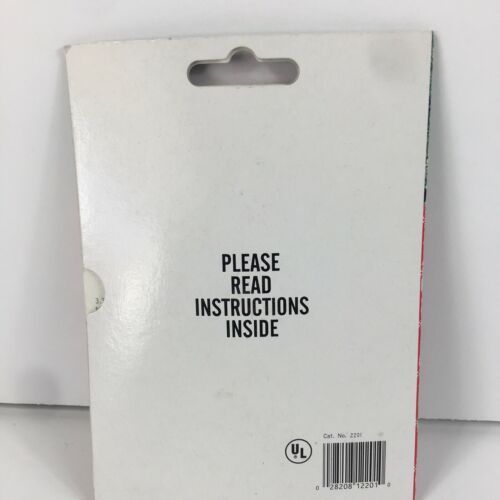 PLEASE
READ
INSTRUCTIONS
INSIDE
Cat. No. 2201
UL
0 28208 12201 0